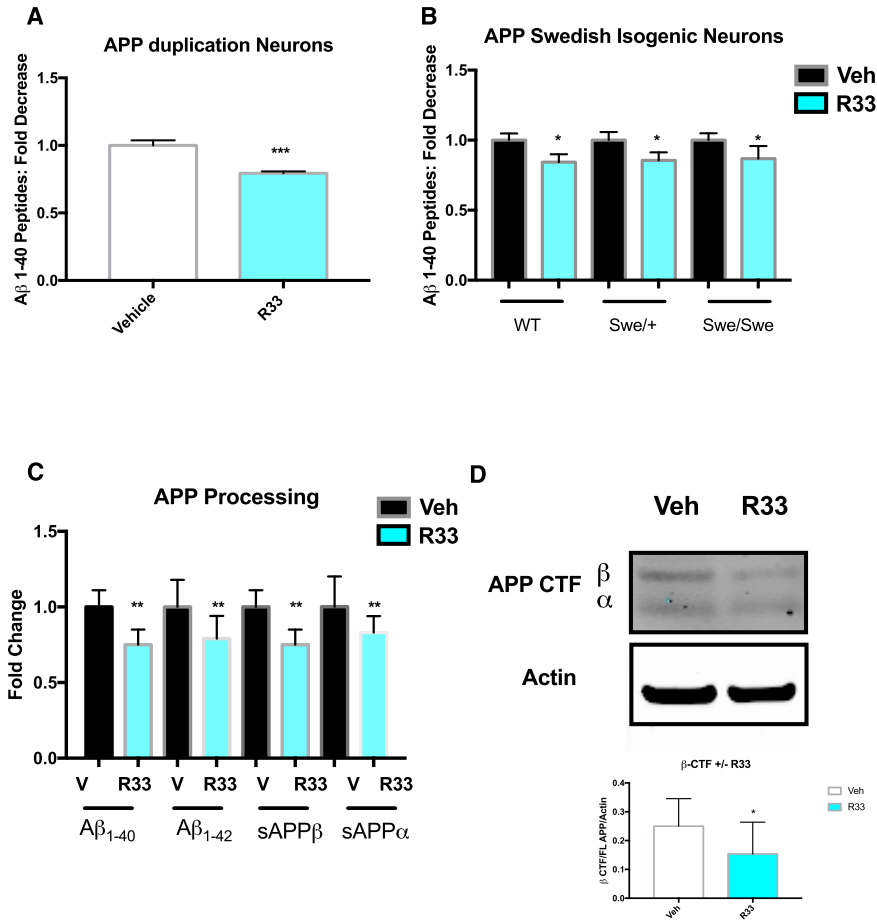 A
APP duplication Neurons
Aβ 1-40 Peptides: Fold Decrease
1.5
1.0
0.5
0.0
***
Vehicle
R33
B
APP Swedish Isogenic Neurons
Aβ 1-40 Peptides: Fold Decrease
1.5
1.0
0.5
0.0
* * *
WT Swe/+ Swe/Swe
Veh
R33
C
APP Processing
Fold Change
1.5
1.0
0.5
0.0
** ** ** **
V R33 V R33 V R33 V R33
Aβ1-40 Aβ1-42 sAPPβ sAPPα
Veh
R33
D
Veh R33
APP CTF β
α
Actin
β-CTF +/- R33
β CTF/FL APP/Actin
0.4
0.3
0.2
0.1
0.0
*
Veh
R33
Veh
R33